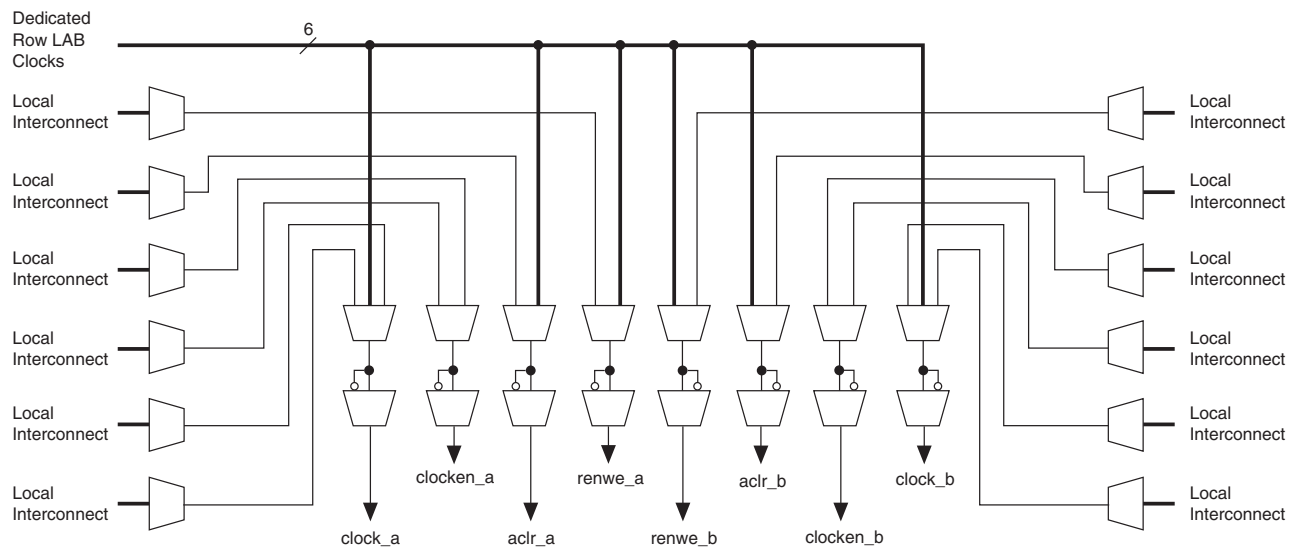 Dedicated
Row LAB
Clocks
6
Local
Interconnect
Local
Interconnect
Local
Interconnect
Local
Interconnect
Local
Interconnect
Local
Interconnect
Local
Interconnect
Local
Interconnect
Local
Interconnect
Local
Interconnect
Local
Interconnect
Local
Interconnect
clocken_a
renwe_a
aclr_b
clock_b
clock_a
aclr_a
renwe_b
clocken_b